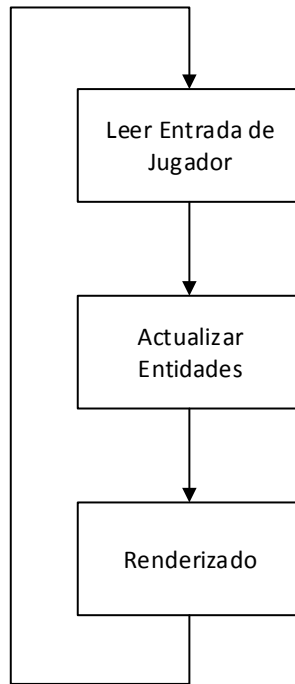 Leer Entrada de
Jugador
Actualizar
Entidades
Renderizado